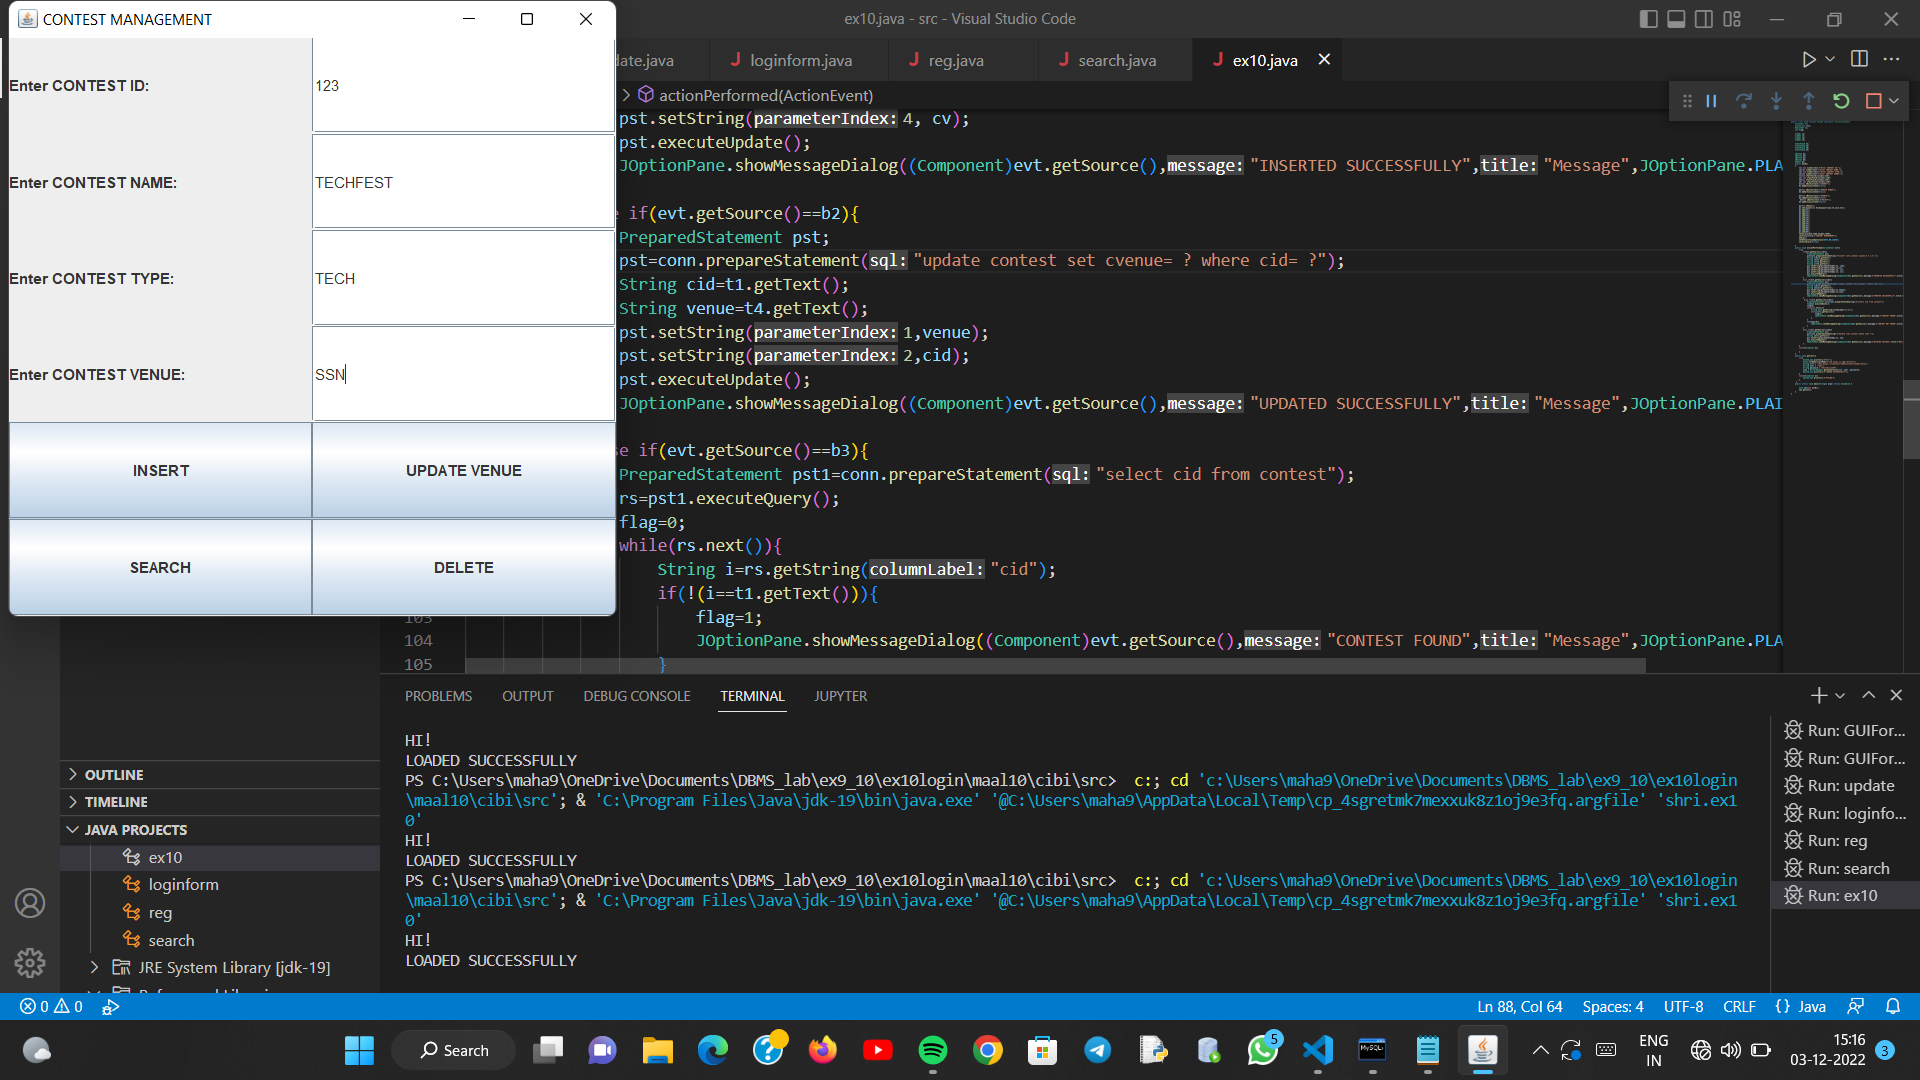 CONTEST MANAGEMENT
Enter CONTEST ID:
123
Enter CONTEST NAME:
TECHFEST
Enter CONTEST TYPE:
TECH
Enter CONTEST VENUE:
SSN
INSERT
UPDATE VENUE
SEARCH
DELETE
ex10.java - src - Visual Studio Code
date.java
loginform.java
reg.java
search.java
ex10.java
actionPerformed(ActionEvent)
pst.setString(parameterIndex: 4, cv);
pst.executeUpdate();
JOptionPane.showMessageDialog((Component)evt.getSource(),message: "INSERTED SUCCESSFULLY",title: "Message",JOptionPane.PLAI
if(evt.getSource()==b2){
PreparedStatement pst;
pst=conn.prepareStatement(sql: "update contest set cvenue= ? where cid= ?");
String cid=t1.getText();
String venue=t4.getText();
pst.setString(parameterIndex: 1,venue);
pst.setString(parameterIndex: 2,cid);
pst.executeUpdate();
JOptionPane.showMessageDialog((Component)evt.getSource(),message: "UPDATED SUCCESSFULLY",title: "Message",JOptionPane.PLAI
e if(evt.getSource()==b3){
PreparedStatement pst1=conn.prepareStatement(sql: "select cid from contest");
rs=pst1.executeQuery();
flag=0;
while(rs.next()){
String i=rs.getString(columnLabel: "cid");
if(!(i==t1.getText())){
103 flag=1;
104 JOptionPane.showMessageDialog((Component)evt.getSource(),message: "CONTEST FOUND",title: "Message",JOptionPane.PLAI
105 }
PROBLEMS OUTPUT DEBUG CONSOLE TERMINAL JUPYTER
HI!
LOADED SUCCESSFULLY
PS C:\Users\maha9\OneDrive\Documents\DBMS_lab\ex9_10\ex10login\maal10\cibi\src> c:; cd 'c:\Users\maha9\OneDrive\Documents\DBMS_lab\ex9_10\ex10login
\maal10\cibi\src'; & 'C:\Program Files\Java\jdk-19\bin\java.exe' '@C:\Users\maha9\AppData\Local\Temp\cp_4sgretmk7mexxuk8z1oj9e3fq.argfile' 'shri.ex1
0'
HI!
LOADED SUCCESSFULLY
PS C:\Users\maha9\OneDrive\Documents\DBMS_lab\ex9_10\ex10login\maal10\cibi\src> c:; cd 'c:\Users\maha9\OneDrive\Documents\DBMS_lab\ex9_10\ex10login
\maal10\cibi\src'; & 'C:\Program Files\Java\jdk-19\bin\java.exe' '@C:\Users\maha9\AppData\Local\Temp\cp_4sgretmk7mexxuk8z1oj9e3fq.argfile' 'shri.ex1
0'
HI!
LOADED SUCCESSFULLY
Run: GUIFor...
Run: GUIFor...
Run: update
Run: loginfo...
Run: reg
Run: search
Run: ex10
OUTLINE
TIMELINE
JAVA PROJECTS
ex10
loginform
reg
search
JRE System Library [jdk-19]
0 0
Ln 88, Col 64 Spaces: 4 UTF-8 CRLF {} Java
Search
5
MySQL
ENG
IN
15:16
03-12-2022
3